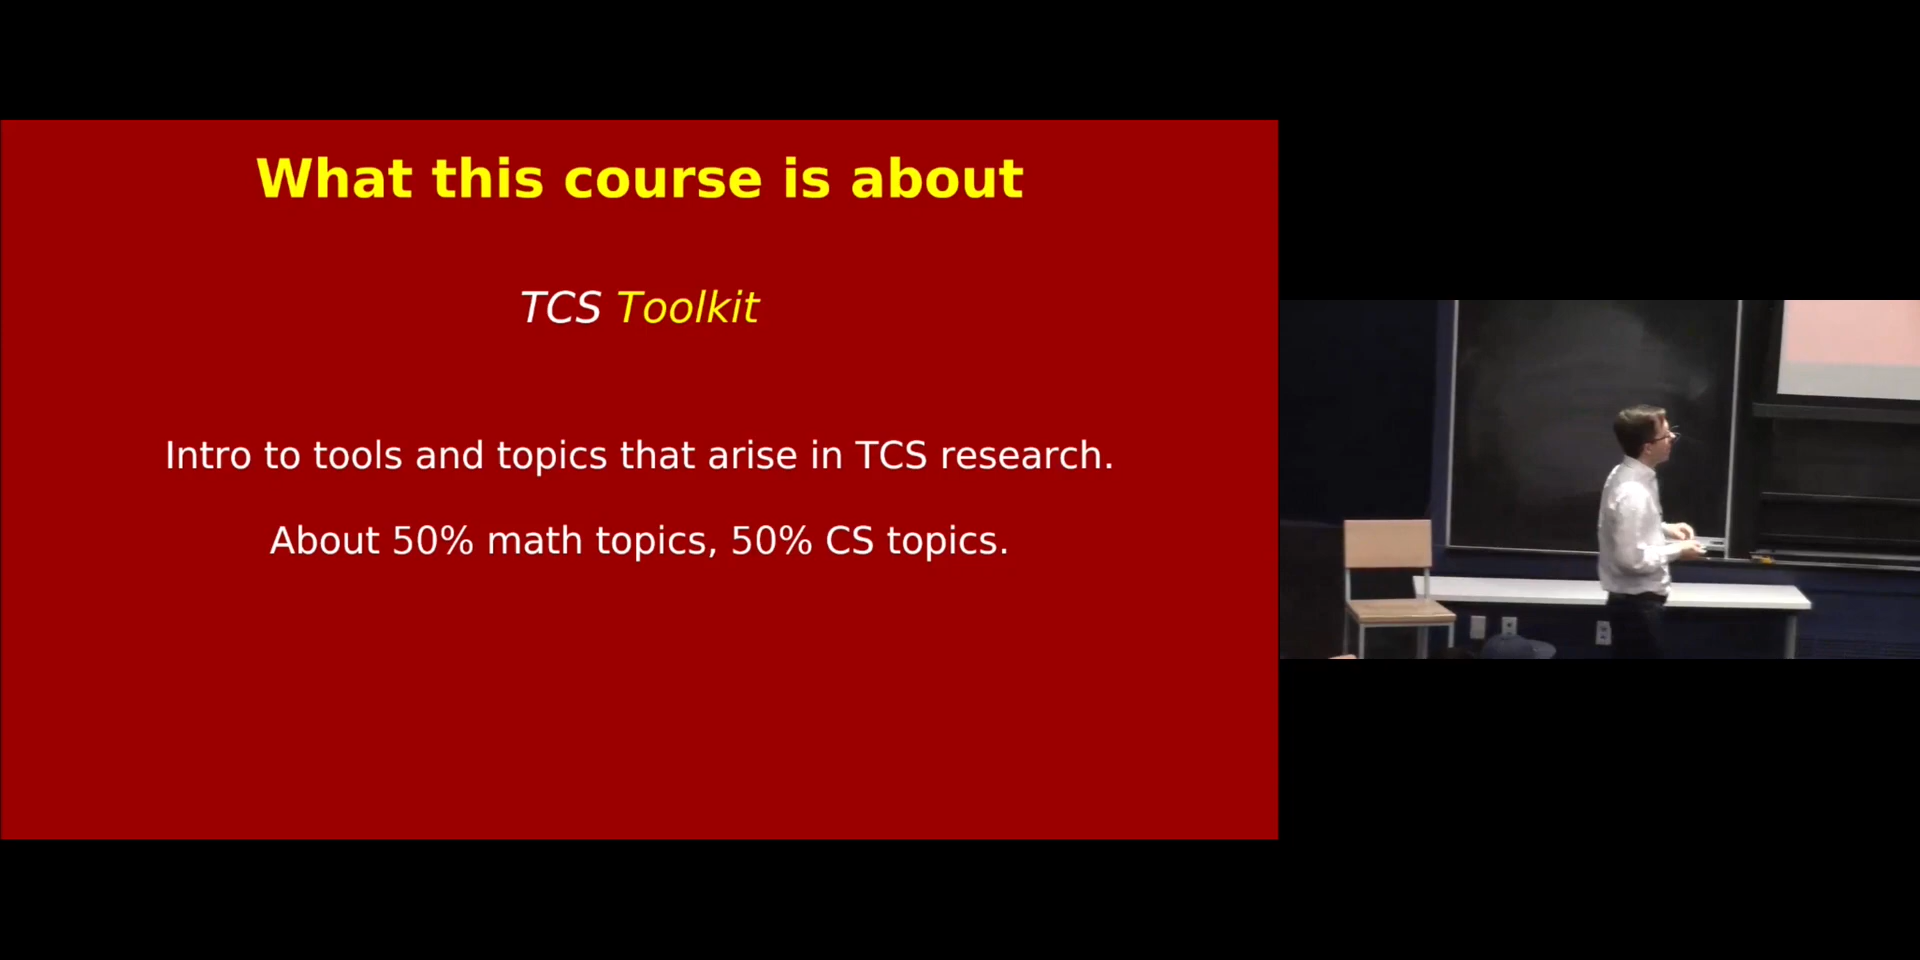 What this course is about
TCS Toolkit
Intro to tools and topics that arise in TCS research.
About 50% math topics, 50% CS topics.